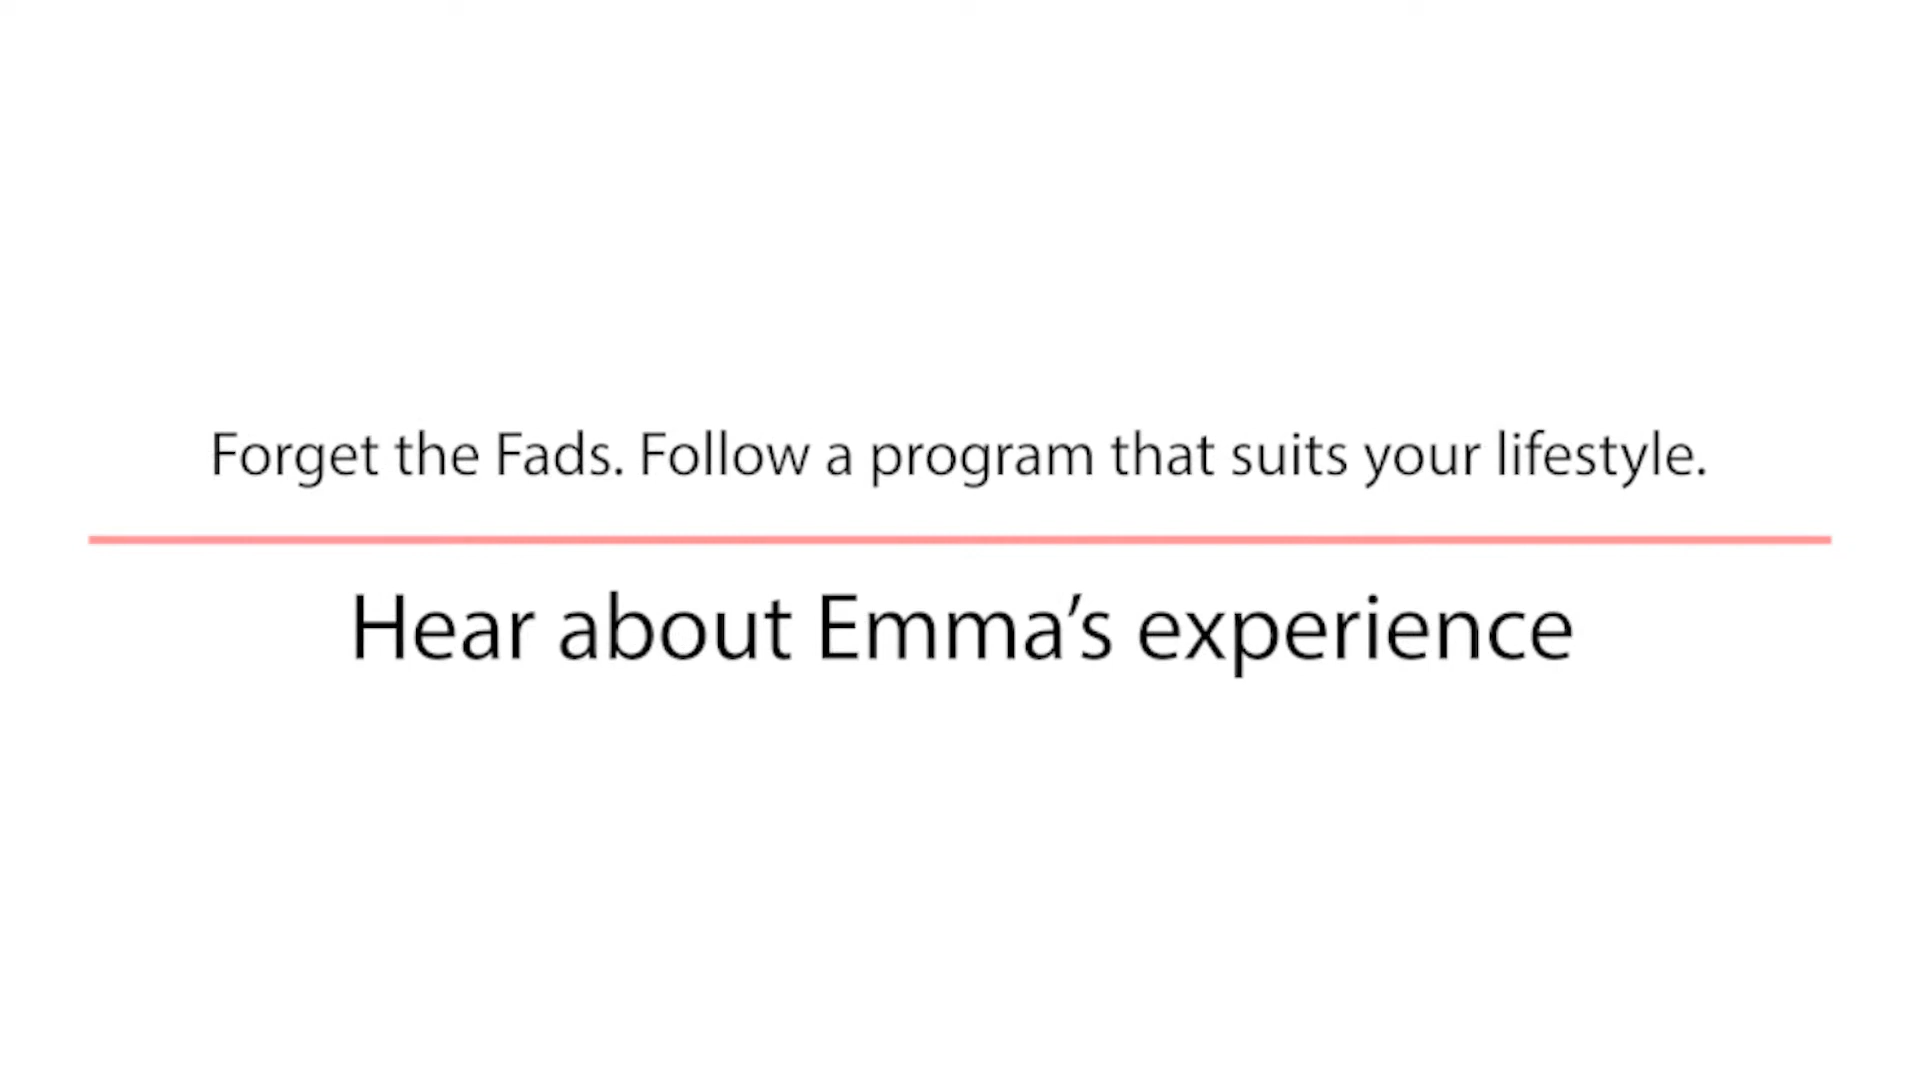 Forget the Fads. Follow a program that suits your lifestyle.
Hear about Emma’s experience